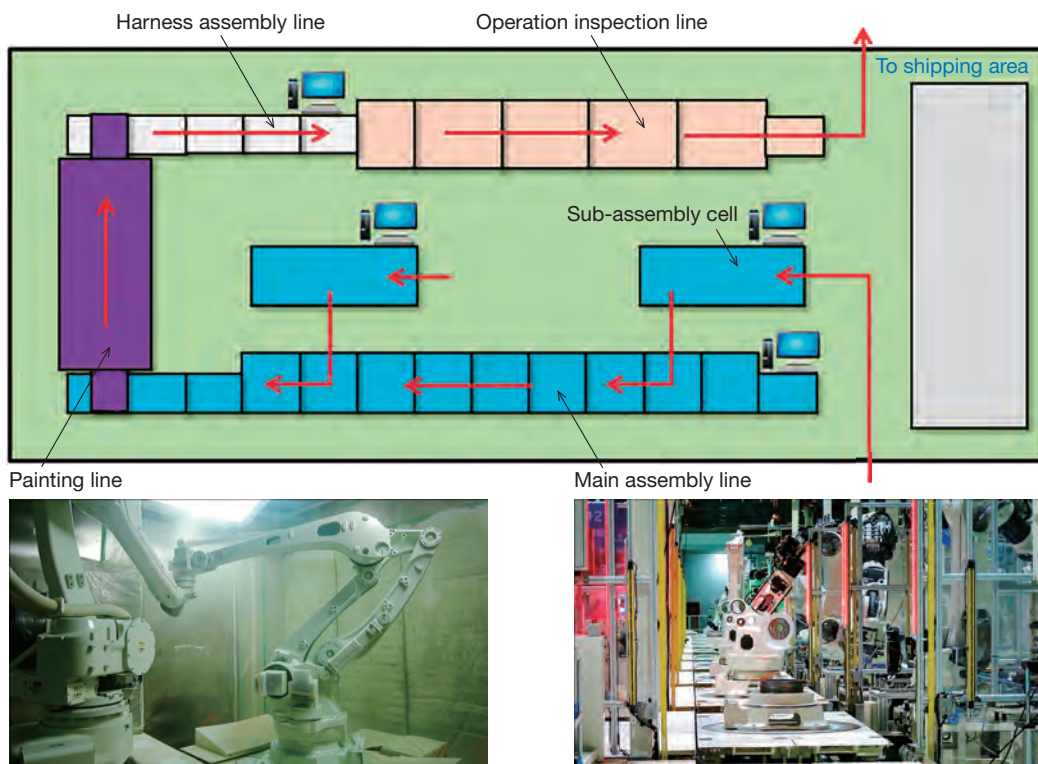 Harness assembly line
Operation inspection line
To shipping area
Sub-assembly cell
Painting line
Main assembly line